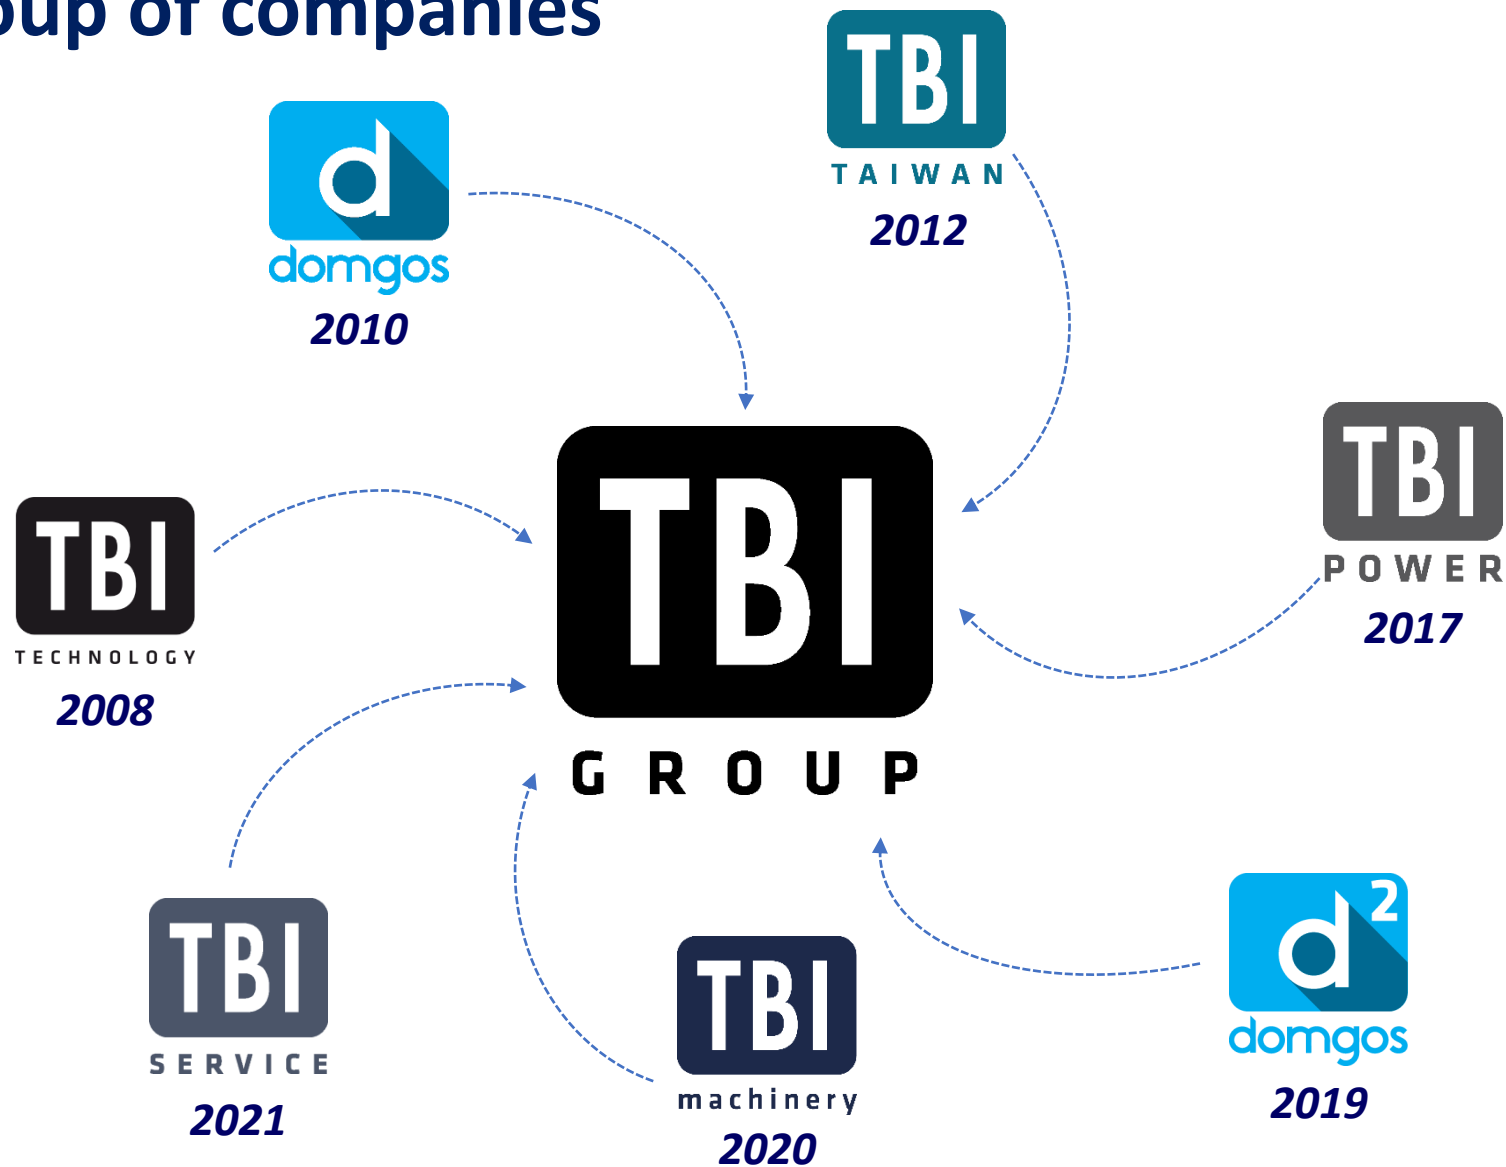 of companies
TBI
TAIWAN
2012
d
domgos
2010
TBI
POWER
2017
TBI
TECHNOLOGY
2008
TBI
GROUP
d2
domgos
2019
TBI
SERVICE
2021
TBI
machinery
2020